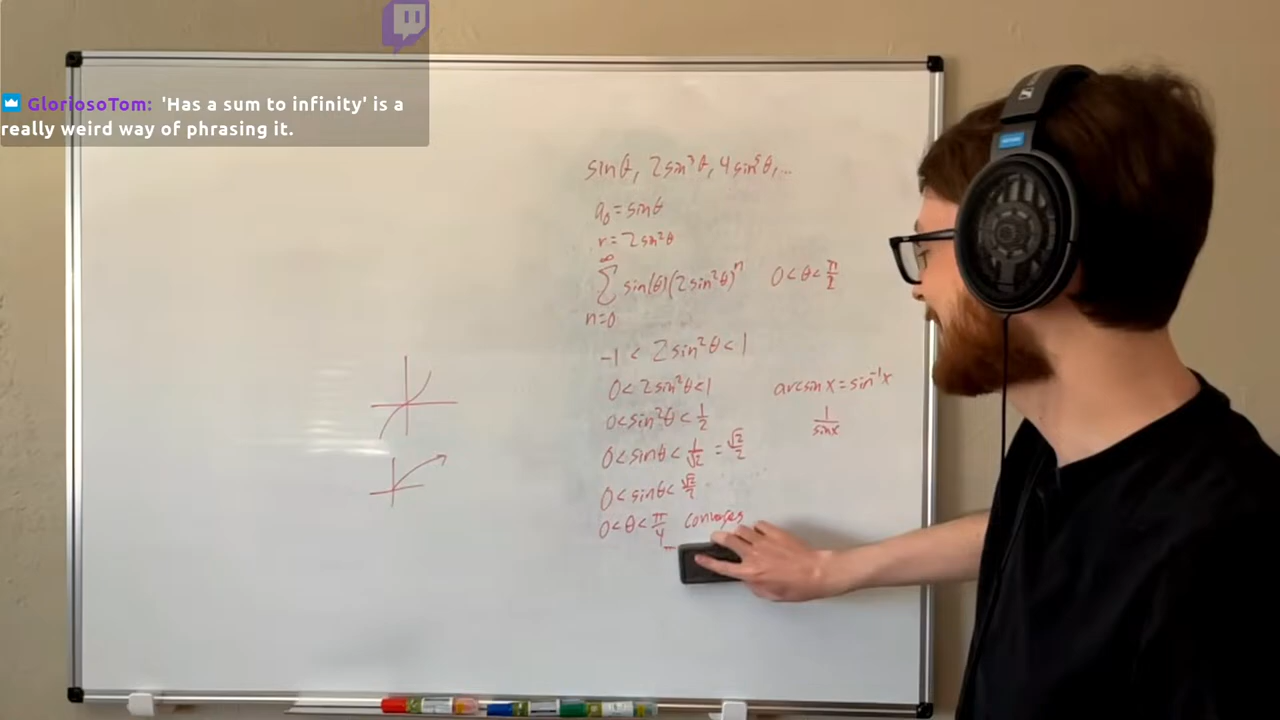 GloriosoTom: 'Has a sum to infinity' is a
really weird way of phrasing it.
sinθ, 2sin³θ, 4sin⁵θ,...
a₀ = sinθ
r = 2sin²θ
∞
∑ sin(θ)(2sin²θ)ⁿ 0<θ<π/2
n=0
-1 < 2sin²θ < 1
0 < 2sin²θ < 1
arcsin x = sin⁻¹x
0 < sin²θ < 1/2
1/sinx
0 < sinθ < 1/√2 = √2/2
0 < sinθ < √2/2
0 < θ < π/4 converges